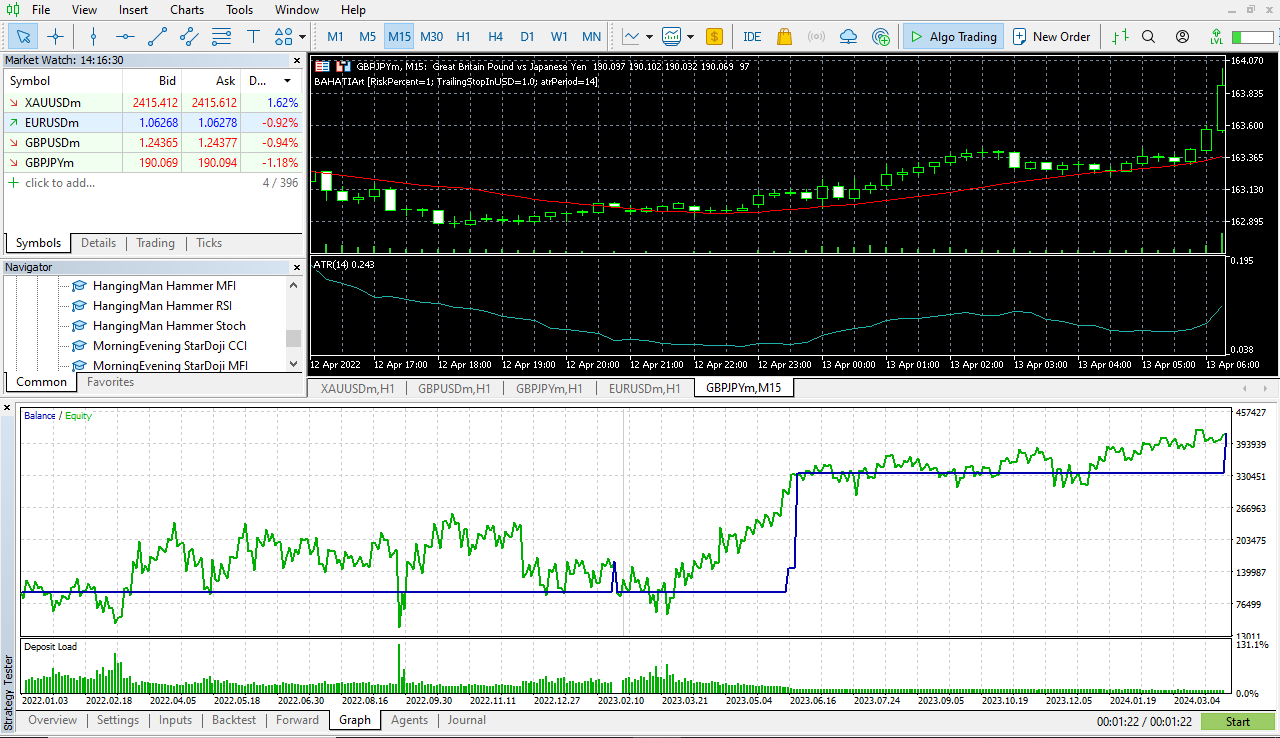 File View Insert Charts Tools Window Help
M1 M5 M15 M30 H1 H4 D1 W1 MN $ IDE Algo Trading New Order LVL
Market Watch: 14:16:30
Symbol Bid Ask D...
XAUUSDm 2415.412 2415.612 1.62%
EURUSDm 1.06268 1.06278 -0.92%
GBPUSDm 1.24365 1.24377 -0.94%
GBPJPYm 190.069 190.094 -1.18%
click to add... 4 / 396
Symbols Details Trading Ticks
Navigator
HangingMan Hammer MFI
HangingMan Hammer RSI
HangingMan Hammer Stoch
MorningEvening StarDoji CCI
MorningEvening StarDoji MFI
Common Favorites
GBPJPYm, M15: Great Britain Pound vs Japanese Yen 190.097 190.102 190.032 190.069 97
BAHATIArt [RiskPercent=1; TrailingStopInUSD=1.0; atrPeriod=14]
164.070
163.835
163.600
163.365
163.130
162.895
ATR(14) 0.243
0.195
0.038
12 Apr 2022 12 Apr 17:00 12 Apr 18:00 12 Apr 19:00 12 Apr 20:00 12 Apr 21:00 12 Apr 22:00 12 Apr 23:00 13 Apr 00:00 13 Apr 01:00 13 Apr 02:00 13 Apr 03:00 13 Apr 04:00 13 Apr 05:00 13 Apr 06:00
XAUUSDm,H1 GBPUSDm,H1 GBPJPYm,H1 EURUSDm,H1 GBPJPYm,M15
Strategy Tester
Balance / Equity
457427
393939
330451
266963
203475
139987
76499
13011
Deposit Load
131.1%
0.0%
2022.01.03 2022.02.18 2022.04.05 2022.05.18 2022.06.30 2022.08.16 2022.09.30 2022.11.11 2022.12.27 2023.02.10 2023.03.21 2023.05.04 2023.06.16 2023.07.24 2023.09.05 2023.10.19 2023.12.05 2024.01.19 2024.03.04
Overview Settings Inputs Backtest Forward Graph Agents Journal
00:01:22 / 00:01:22 Start